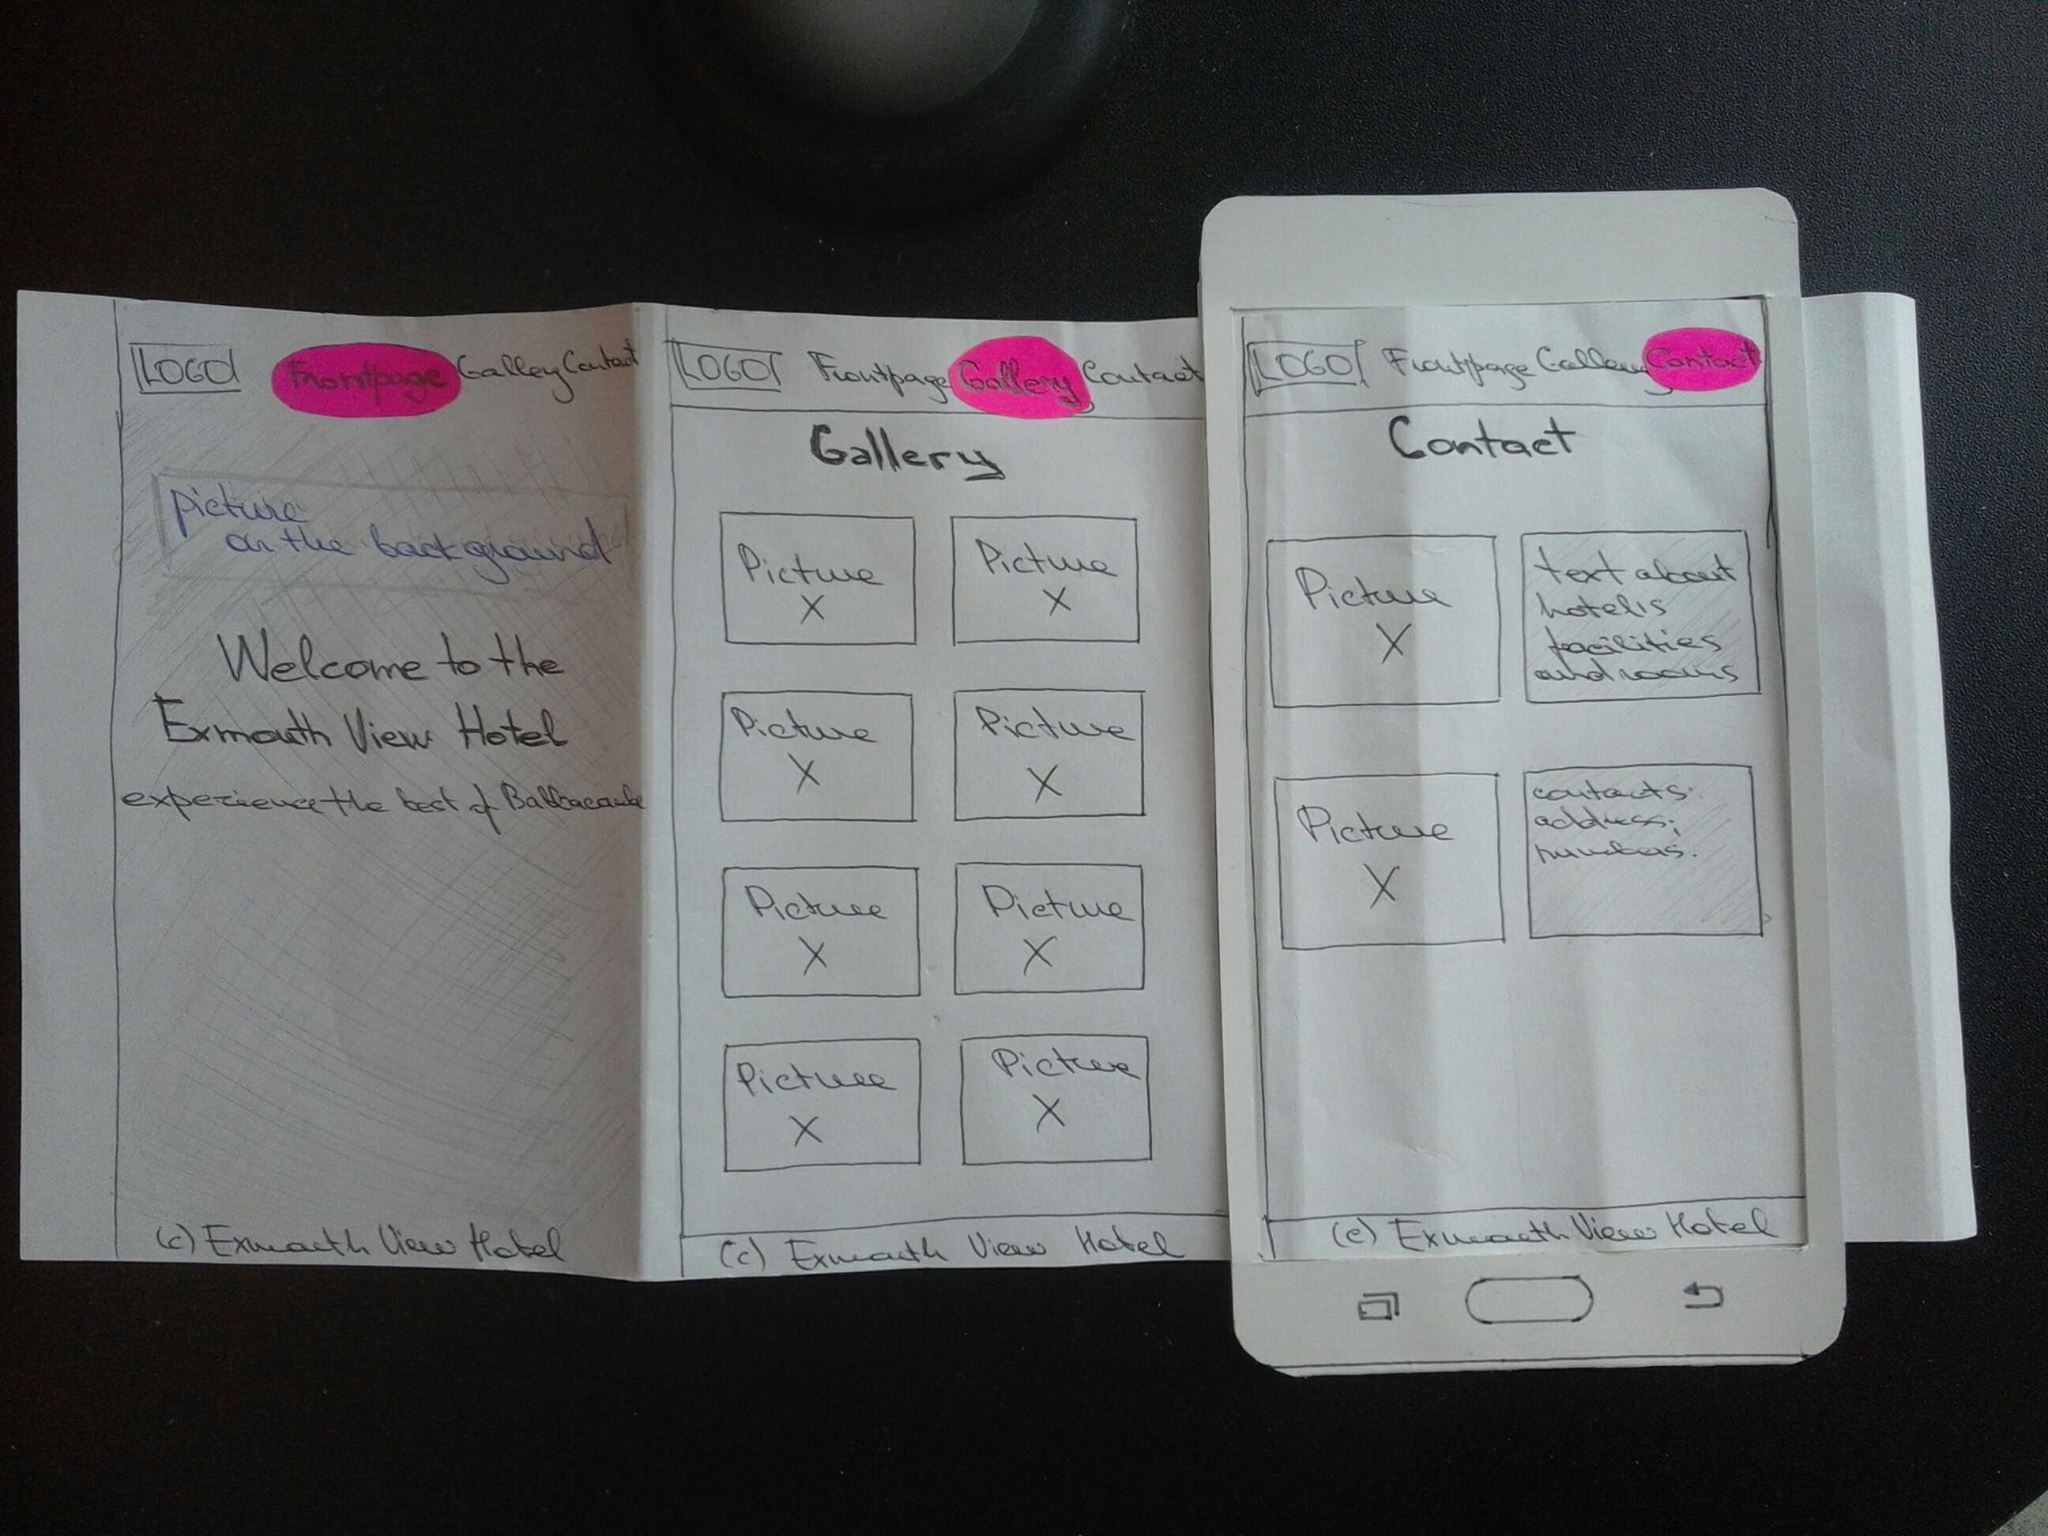 LOGO Frontpage Gallery Contact
picture
on the background
Welcome to the
Exmouth View Hotel
experience the best of Babbacombe
(c) Exmouth View Hotel
LOGO Frontpage Gallery Contact
Gallery
Picture
X
Picture
X
Picture
X
Picture
X
Picture
X
Picture
X
Picture
X
Picture
X
(c) Exmouth View Hotel
LOGO Frontpage Gallery Contact
Contact
Picture
X
text about
hotels
facilities
and rooms
Picture
X
contacts:
address;
numbers.
(c) Exmouth View Hotel